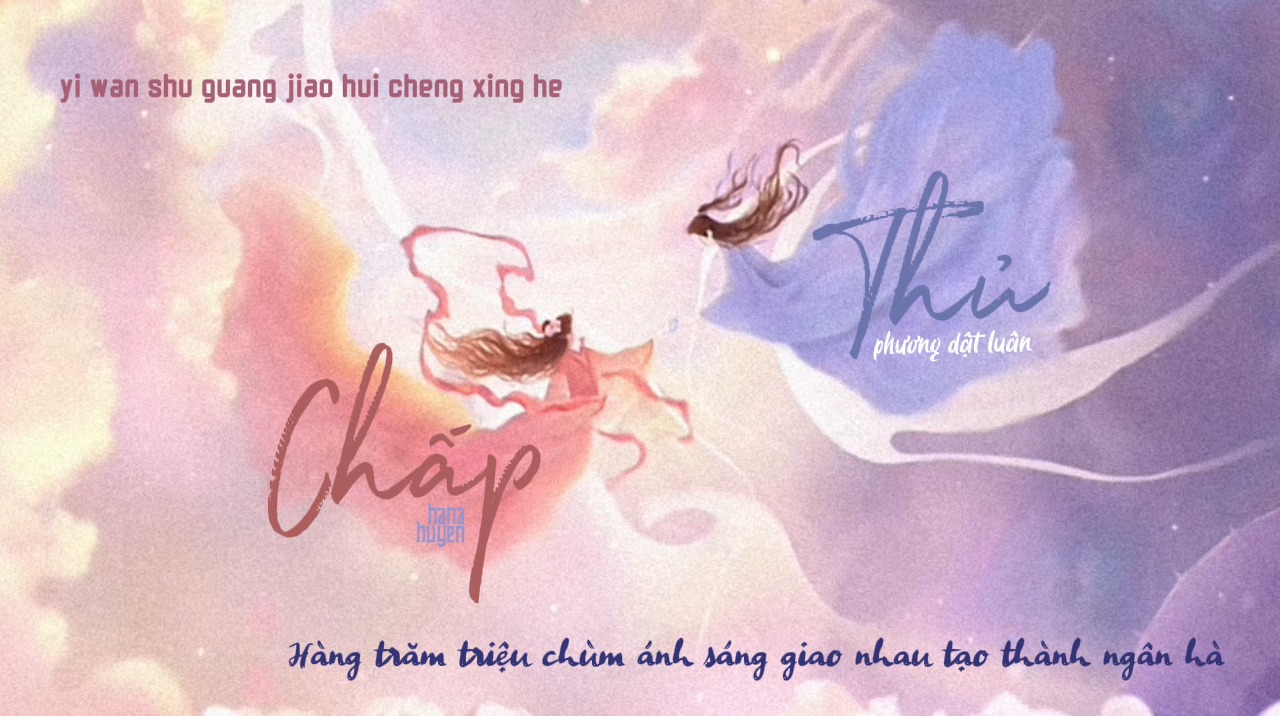 yi wan shu guang jiao hui cheng xing he
Thủ
phương dật luân
Chấp
hana
huyen
Hàng trăm triệu chùm ánh sáng giao nhau tạo thành ngân hà